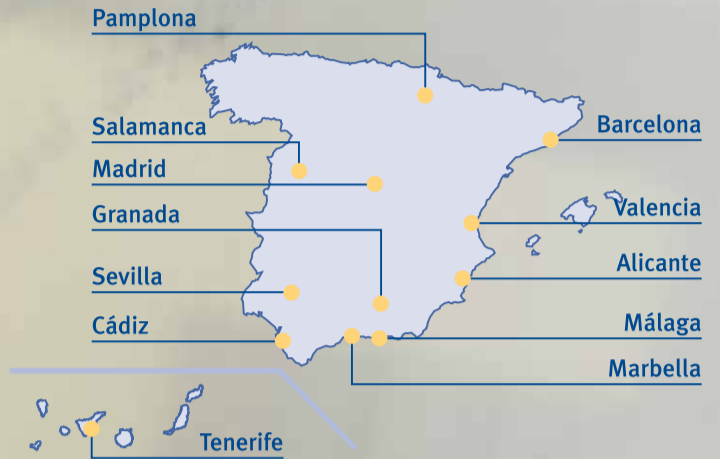 Pamplona
Salamanca
Madrid
Granada
Sevilla
Cádiz
Barcelona
Valencia
Alicante
Málaga
Marbella
Tenerife